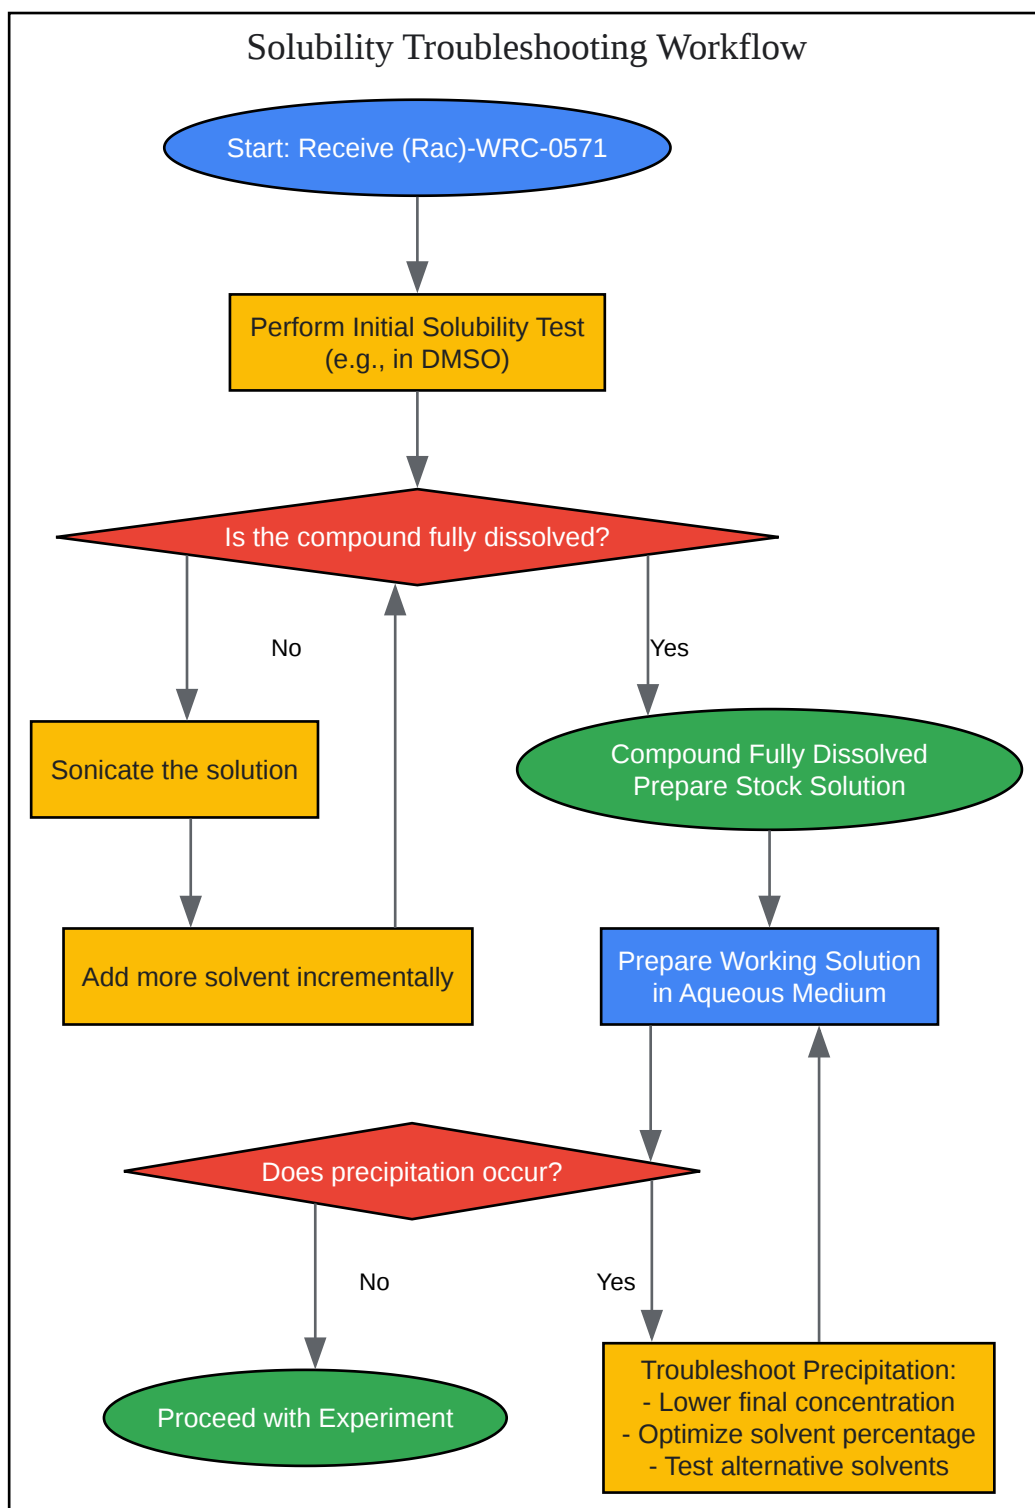 Solubility Troubleshooting Workflow
Start: Receive (Rac)-WRC-0571
Perform Initial Solubility Test
(e.g., in DMSO)
Is the compound fully dissolved?
No
Yes
Sonicate the solution
Compound Fully Dissolved
Prepare Stock Solution
Add more solvent incrementally
Prepare Working Solution
in Aqueous Medium
Does precipitation occur?
No
Yes
Proceed with Experiment
Troubleshoot Precipitation:
- Lower final concentration
- Optimize solvent percentage
- Test alternative solvents